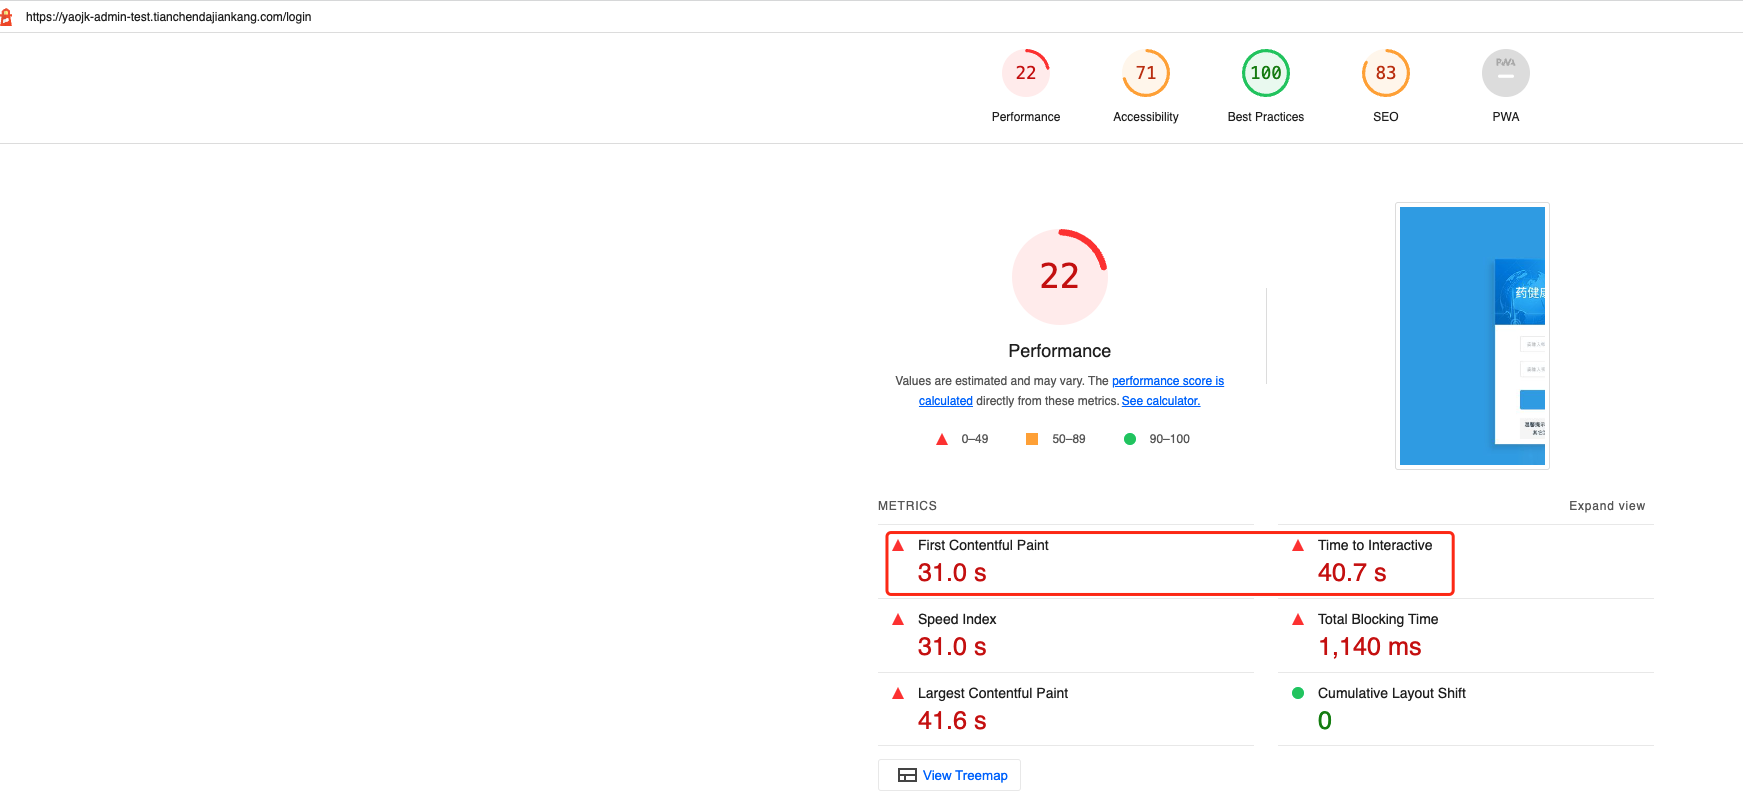 https://yaojk-admin-test.tianchendajiankang.com/login
22
71
100
83
PWA
Performance
Accessibility
Best Practices
SEO
PWA
22
Performance
Values are estimated and may vary. The performance score is
calculated directly from these metrics. See calculator.
0–49
50–89
90–100
药健康
METRICS
Expand view
First Contentful Paint
31.0 s
Time to Interactive
40.7 s
Speed Index
31.0 s
Total Blocking Time
1,140 ms
Largest Contentful Paint
41.6 s
Cumulative Layout Shift
0
View Treemap